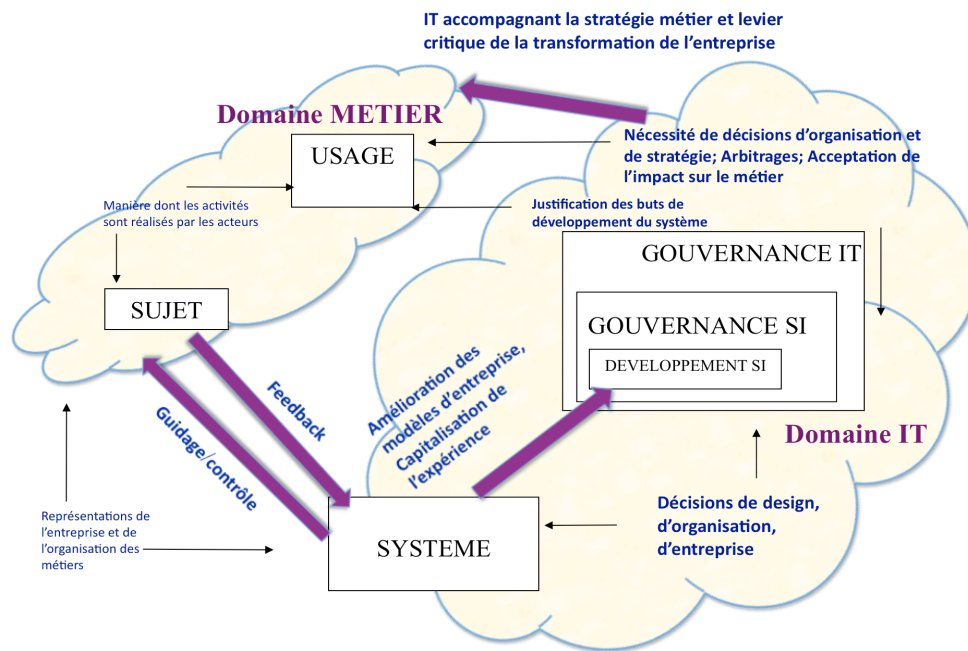 IT accompagnant la stratégie métier et levier
critique de la transformation de l'entreprise
Domaine METIER
USAGE
Nécessité de décisions d'organisation et
de stratégie; Arbitrages; Acceptation de
l'impact sur le métier
Manière dont les activités
sont réalisés par les acteurs
Justification des buts de
développement du système
GOUVERNANCE IT
SUJET
GOUVERNANCE SI
DEVELOPPEMENT SI
Feedback
Guidage/contrôle
Amélioration des
modèles d'entreprise,
Capitalisation de
l'expérience
Domaine IT
Représentations de
l'entreprise et de
l'organisation des
métiers
SYSTEME
Décisions de design,
d'organisation,
d'entreprise